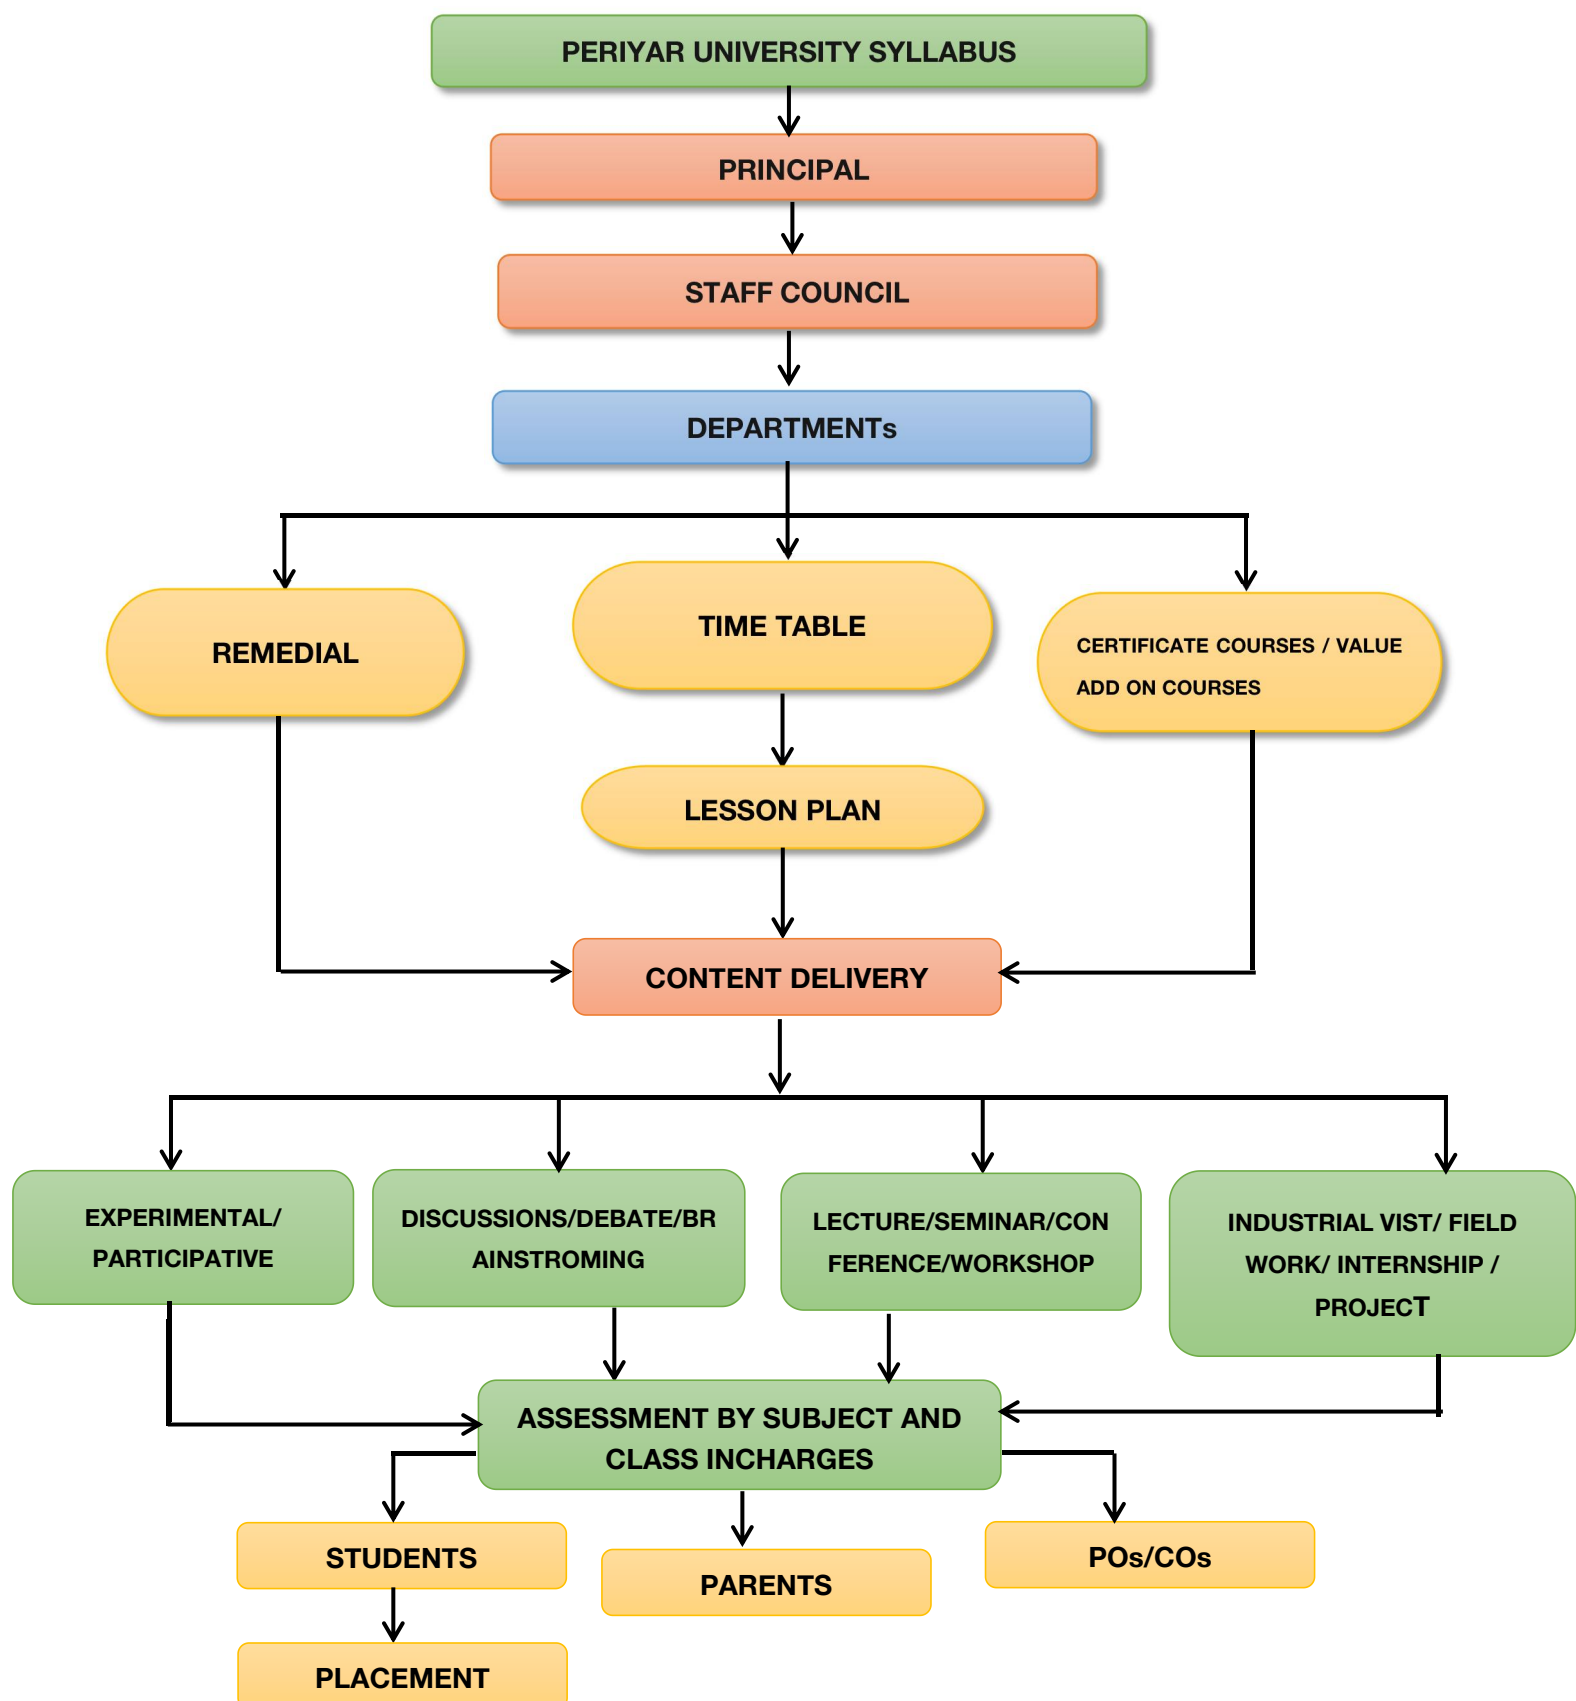 PERIYAR UNIVERSITY SYLLABUS
PRINCIPAL
STAFF COUNCIL
DEPARTMENTs
REMEDIAL
TIME TABLE
CERTIFICATE COURSES / VALUE
ADD ON COURSES
LESSON PLAN
CONTENT DELIVERY
EXPERIMENTAL/
PARTICIPATIVE
DISCUSSIONS/DEBATE/BR
AINSTROMING
LECTURE/SEMINAR/CON
FERENCE/WORKSHOP
INDUSTRIAL VIST/ FIELD
WORK/ INTERNSHIP /
PROJECT
ASSESSMENT BY SUBJECT AND
CLASS INCHARGES
STUDENTS
PARENTS
POs/COs
PLACEMENT